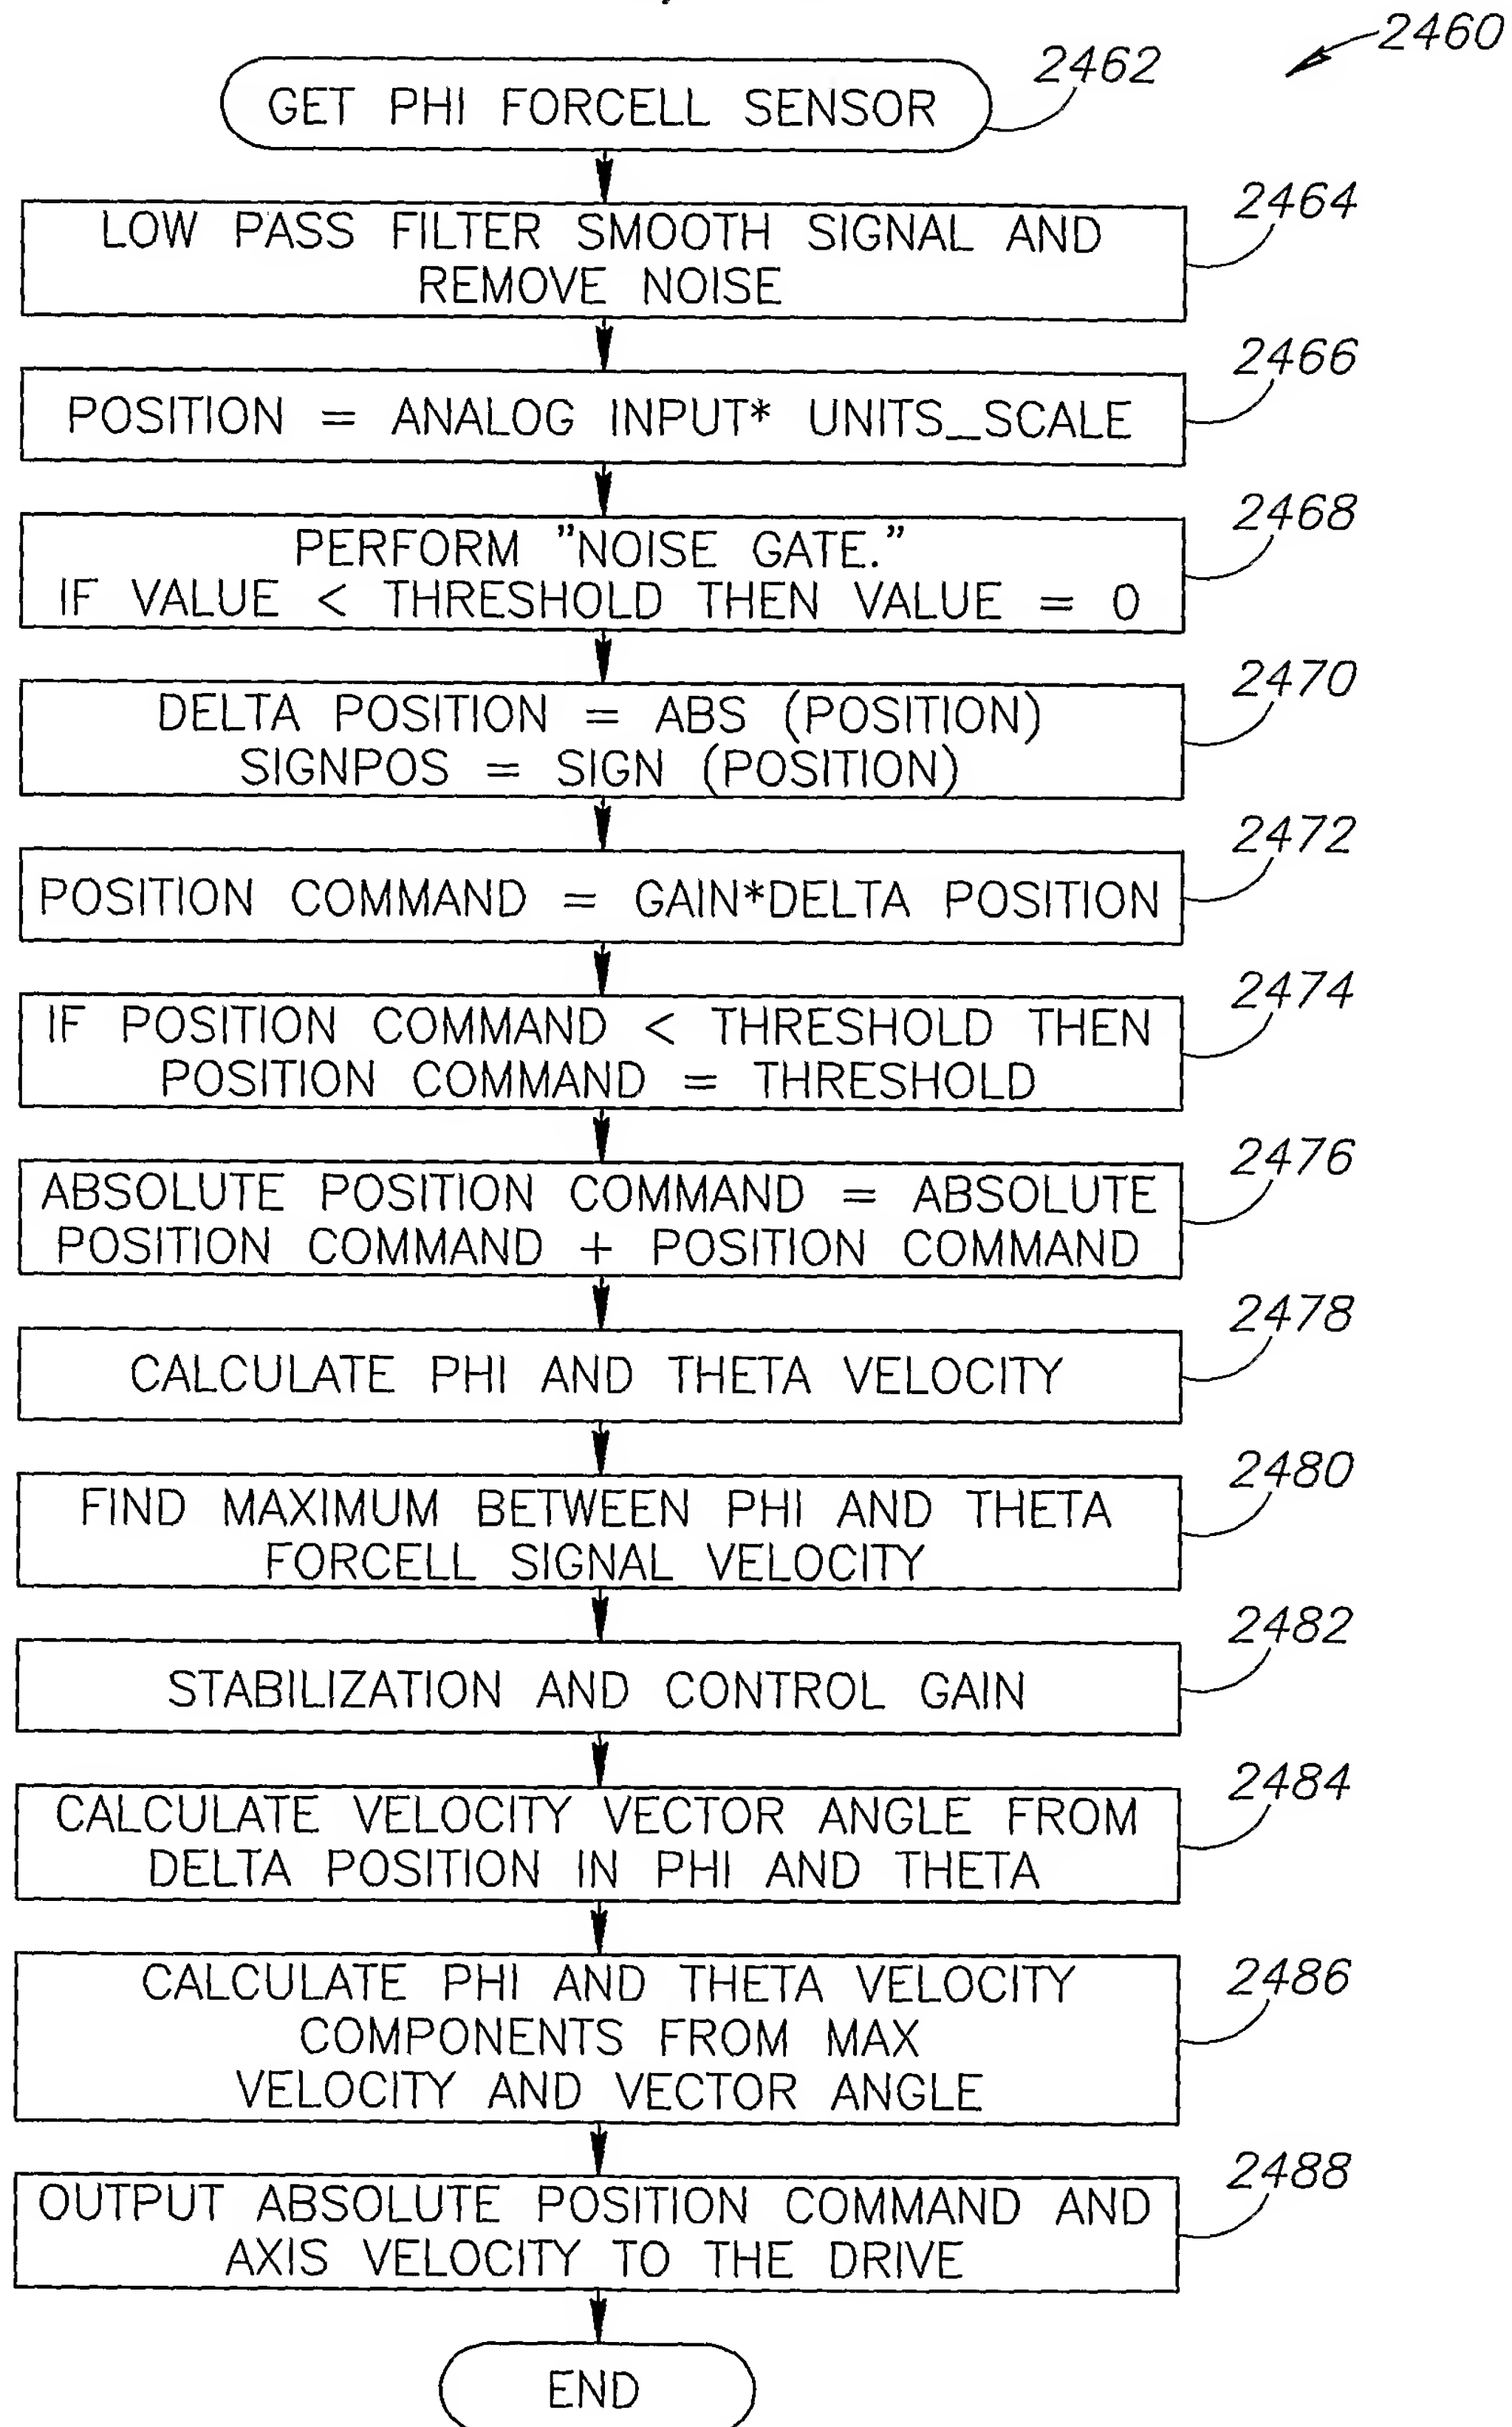 2460
GET PHI FORCELL SENSOR
2462
LOW PASS FILTER SMOOTH SIGNAL AND
REMOVE NOISE
2464
POSITION = ANALOG INPUT* UNITS_SCALE
2466
PERFORM "NOISE GATE."
IF VALUE < THRESHOLD THEN VALUE = 0
2468
DELTA POSITION = ABS (POSITION)
SIGNPOS = SIGN (POSITION)
2470
POSITION COMMAND = GAIN*DELTA POSITION
2472
IF POSITION COMMAND < THRESHOLD THEN
POSITION COMMAND = THRESHOLD
2474
ABSOLUTE POSITION COMMAND = ABSOLUTE
POSITION COMMAND + POSITION COMMAND
2476
CALCULATE PHI AND THETA VELOCITY
2478
FIND MAXIMUM BETWEEN PHI AND THETA
FORCELL SIGNAL VELOCITY
2480
STABILIZATION AND CONTROL GAIN
2482
CALCULATE VELOCITY VECTOR ANGLE FROM
DELTA POSITION IN PHI AND THETA
2484
CALCULATE PHI AND THETA VELOCITY
COMPONENTS FROM MAX
VELOCITY AND VECTOR ANGLE
2486
OUTPUT ABSOLUTE POSITION COMMAND AND
AXIS VELOCITY TO THE DRIVE
2488
END